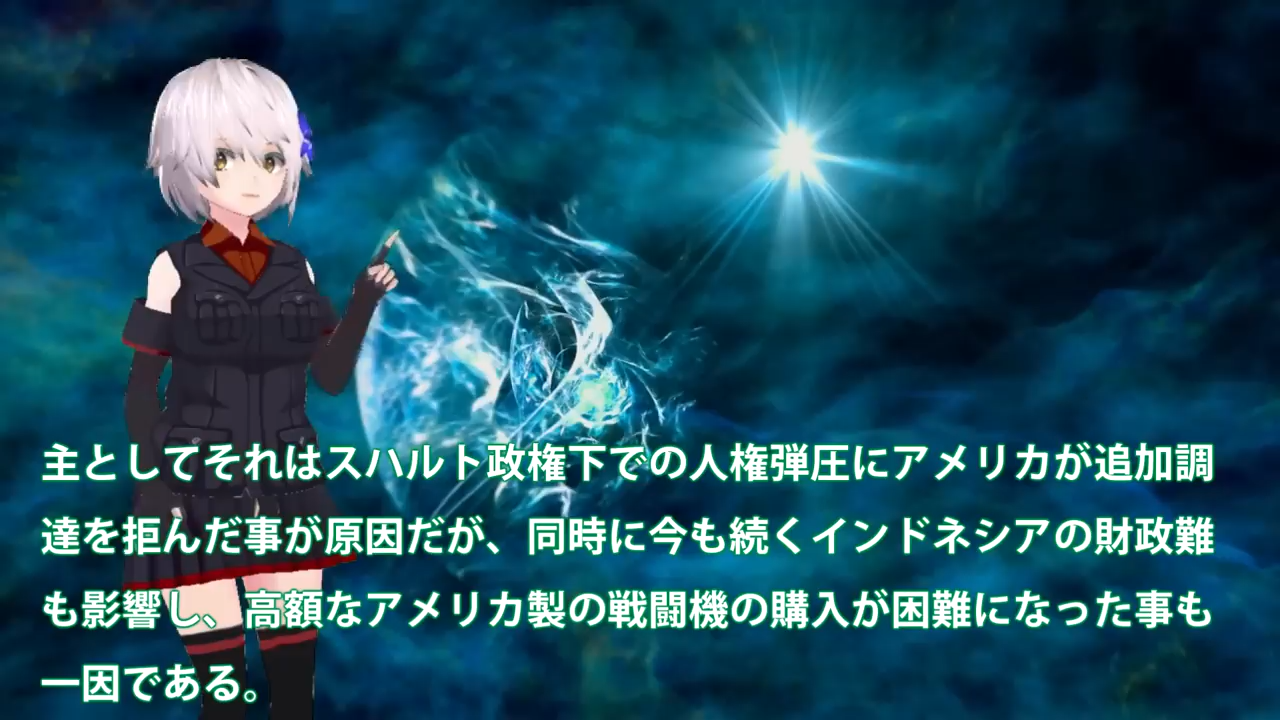 主としてそれはスハルト政権下での人権弾圧にアメリカが追加調
達を拒んだ事が原因だが、同時に今も続くインドネシアの財政難
も影響し、高額なアメリカ製の戦闘機の購入が困難になった事も
一因である。